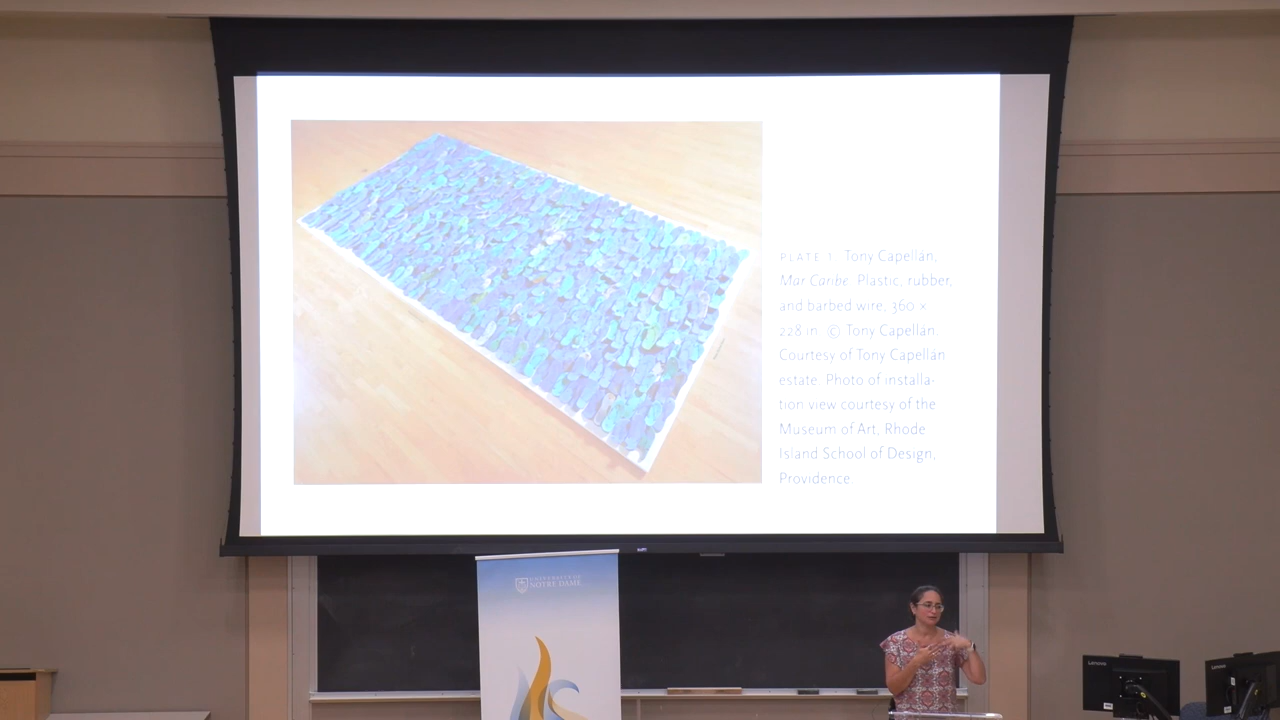 PLATE 1 Tony Capellán,
Mar Caribe. Plastic, rubber,
and barbed wire, 360 ×
228 in. © Tony Capellán.
Courtesy of Tony Capellán
estate. Photo of installa-
tion view courtesy of the
Museum of Art, Rhode
Island School of Design,
Providence.
UNIVERSITY OF
NOTRE DAME
Lenovo
Lenovo